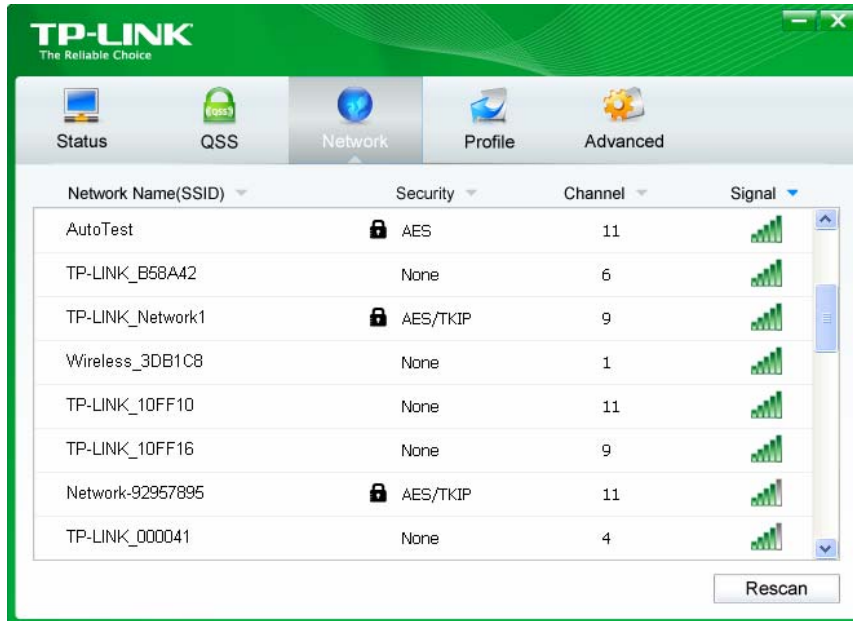 TP-LINK
The Reliable Choice
Status QSS Network Profile Advanced
Network Name(SSID) Security Channel Signal
AutoTest AES 11
TP-LINK_B58A42 None 6
TP-LINK_Network1 AES/TKIP 9
Wireless_3DB1C8 None 1
TP-LINK_10FF10 None 11
TP-LINK_10FF16 None 9
Network-92957895 AES/TKIP 11
TP-LINK_000041 None 4
Rescan